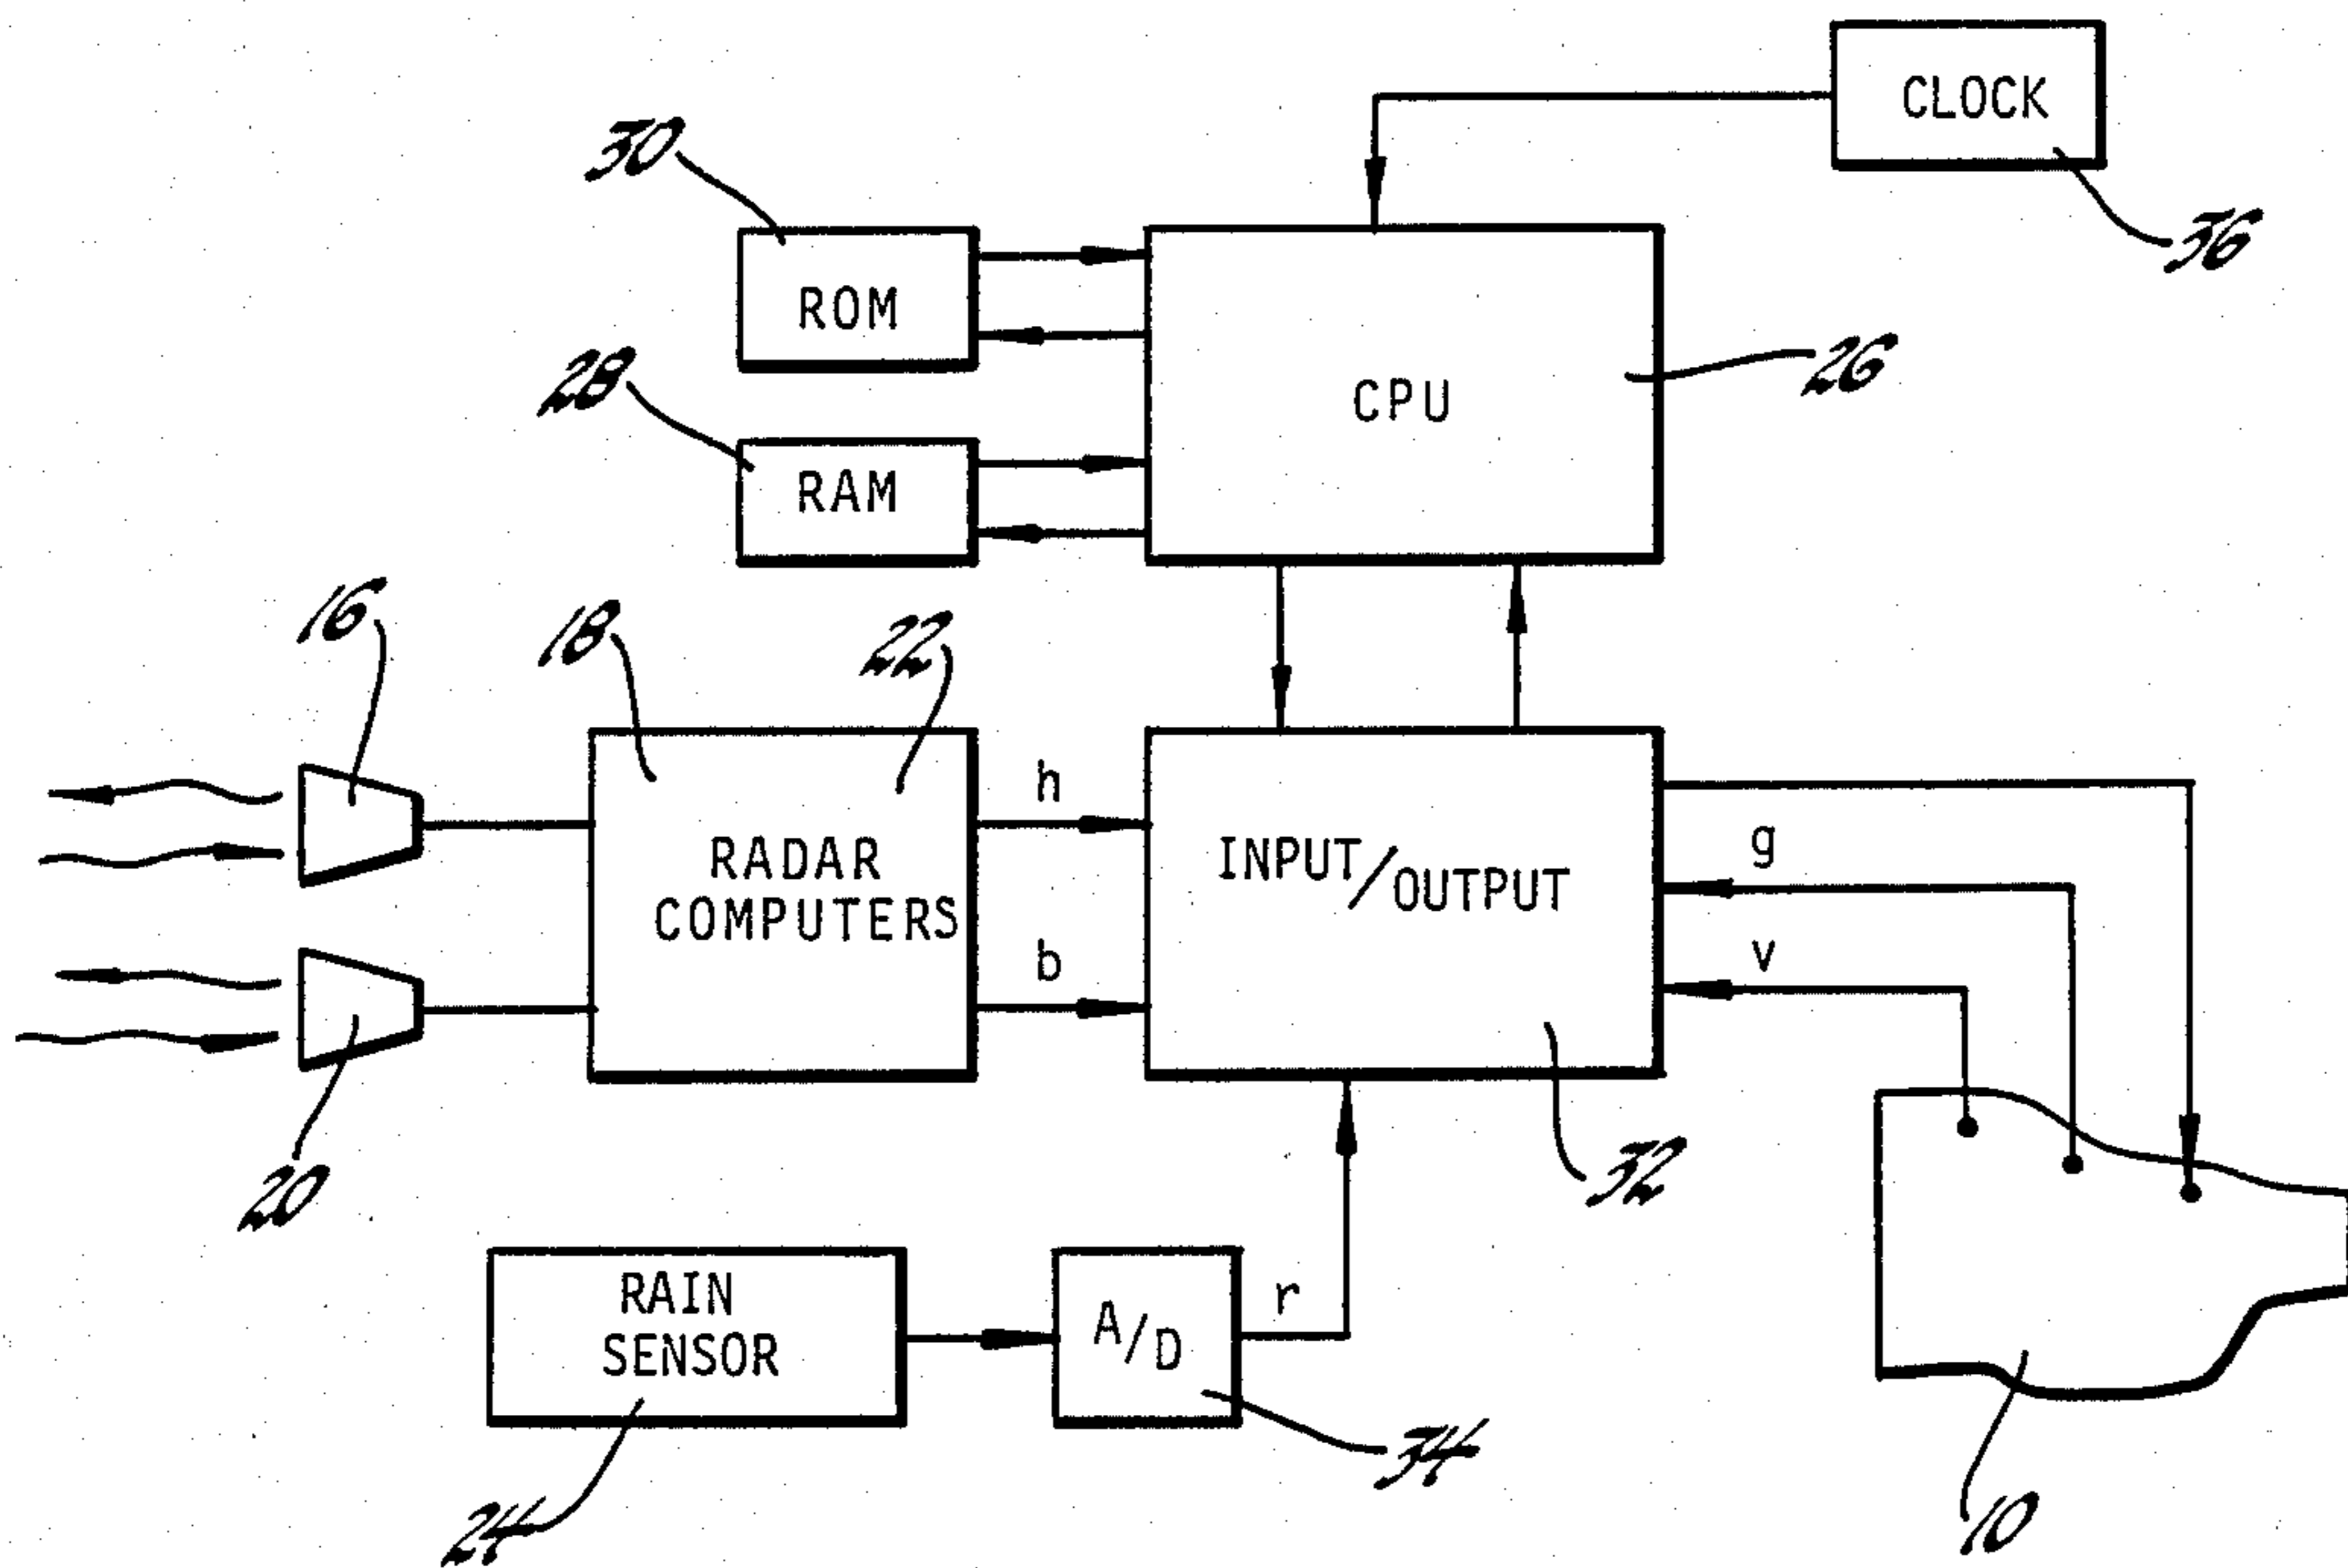 CLOCK
30
36
ROM
28
26
CPU
RAM
16
18
22
h
g
RADAR
COMPUTERS
INPUT/OUTPUT
b
v
20
32
RAIN
SENSOR
A/D
r
34
24
10